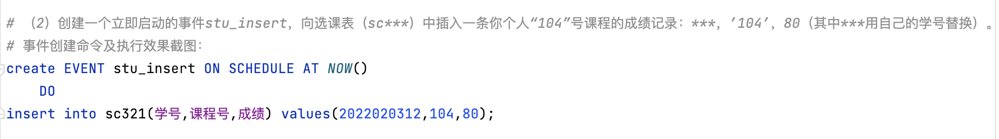 # （2）创建一个立即启动的事件stu_insert，向选课表（sc***）中插入一条你个人“104”号课程的成绩记录：***，’104’，80（其中***用自己的学号替换）。
# 事件创建命令及执行效果截图：
create EVENT stu_insert ON SCHEDULE AT NOW()
    DO
insert into sc321(学号,课程号,成绩) values(2022020312,104,80);